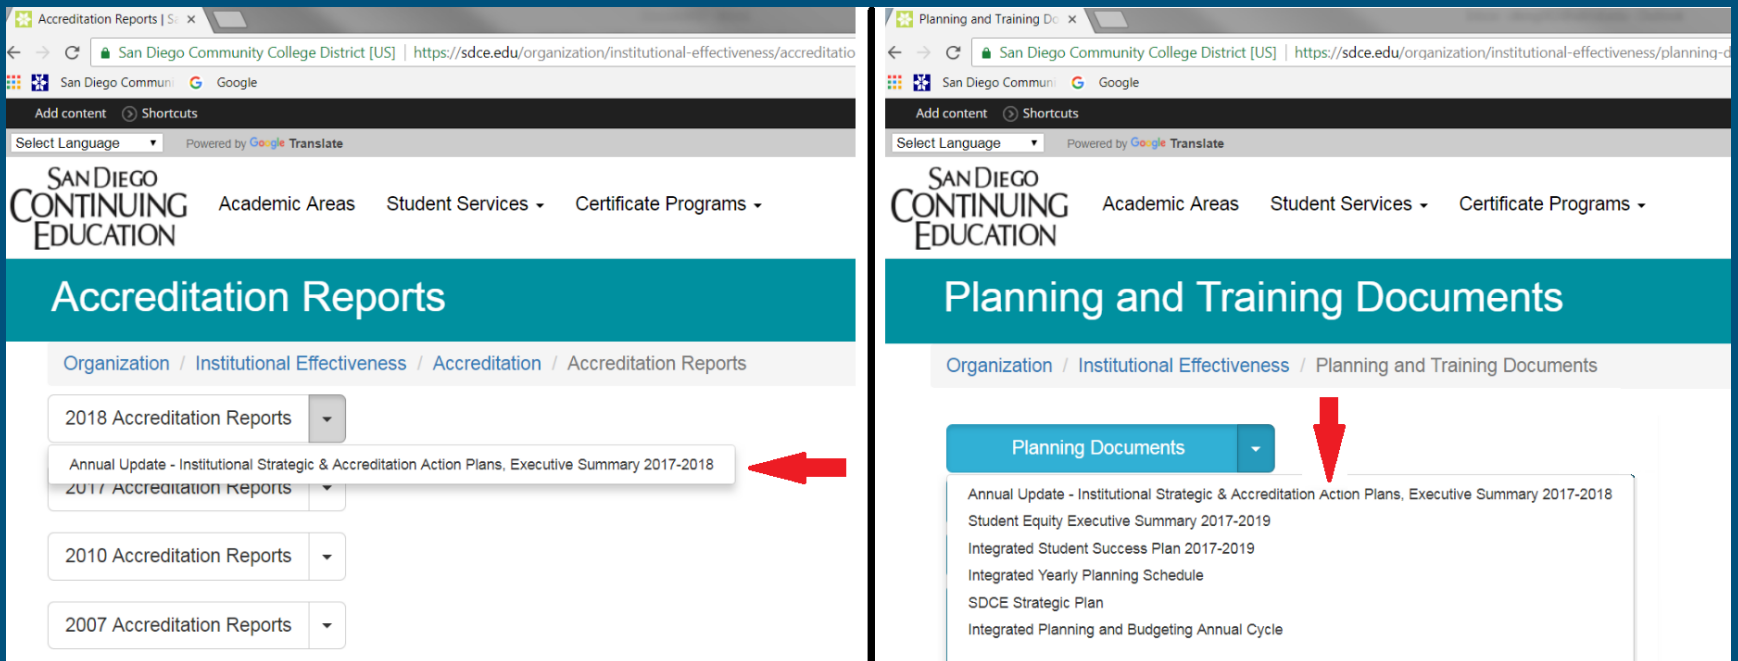 Accreditation Reports | S
San Diego Community College District [US] | https://sdce.edu/organization/institutional-effectiveness/accreditatio
San Diego Commun
Google
Add content
Shortcuts
Select Language
Powered by Google Translate
SAN DIEGO
CONTINUING
EDUCATION
Academic Areas
Student Services
Certificate Programs
Accreditation Reports
Organization / Institutional Effectiveness / Accreditation / Accreditation Reports
2018 Accreditation Reports
Annual Update - Institutional Strategic & Accreditation Action Plans, Executive Summary 2017-2018
2017 Accreditation Reports
2010 Accreditation Reports
2007 Accreditation Reports
Planning and Training Do
San Diego Community College District [US] | https://sdce.edu/organization/institutional-effectiveness/planning-d
San Diego Commun
Google
Add content
Shortcuts
Select Language
Powered by Google Translate
SAN DIEGO
CONTINUING
EDUCATION
Academic Areas
Student Services
Certificate Programs
Planning and Training Documents
Organization / Institutional Effectiveness / Planning and Training Documents
Planning Documents
Annual Update - Institutional Strategic & Accreditation Action Plans, Executive Summary 2017-2018
Student Equity Executive Summary 2017-2019
Integrated Student Success Plan 2017-2019
Integrated Yearly Planning Schedule
SDCE Strategic Plan
Integrated Planning and Budgeting Annual Cycle